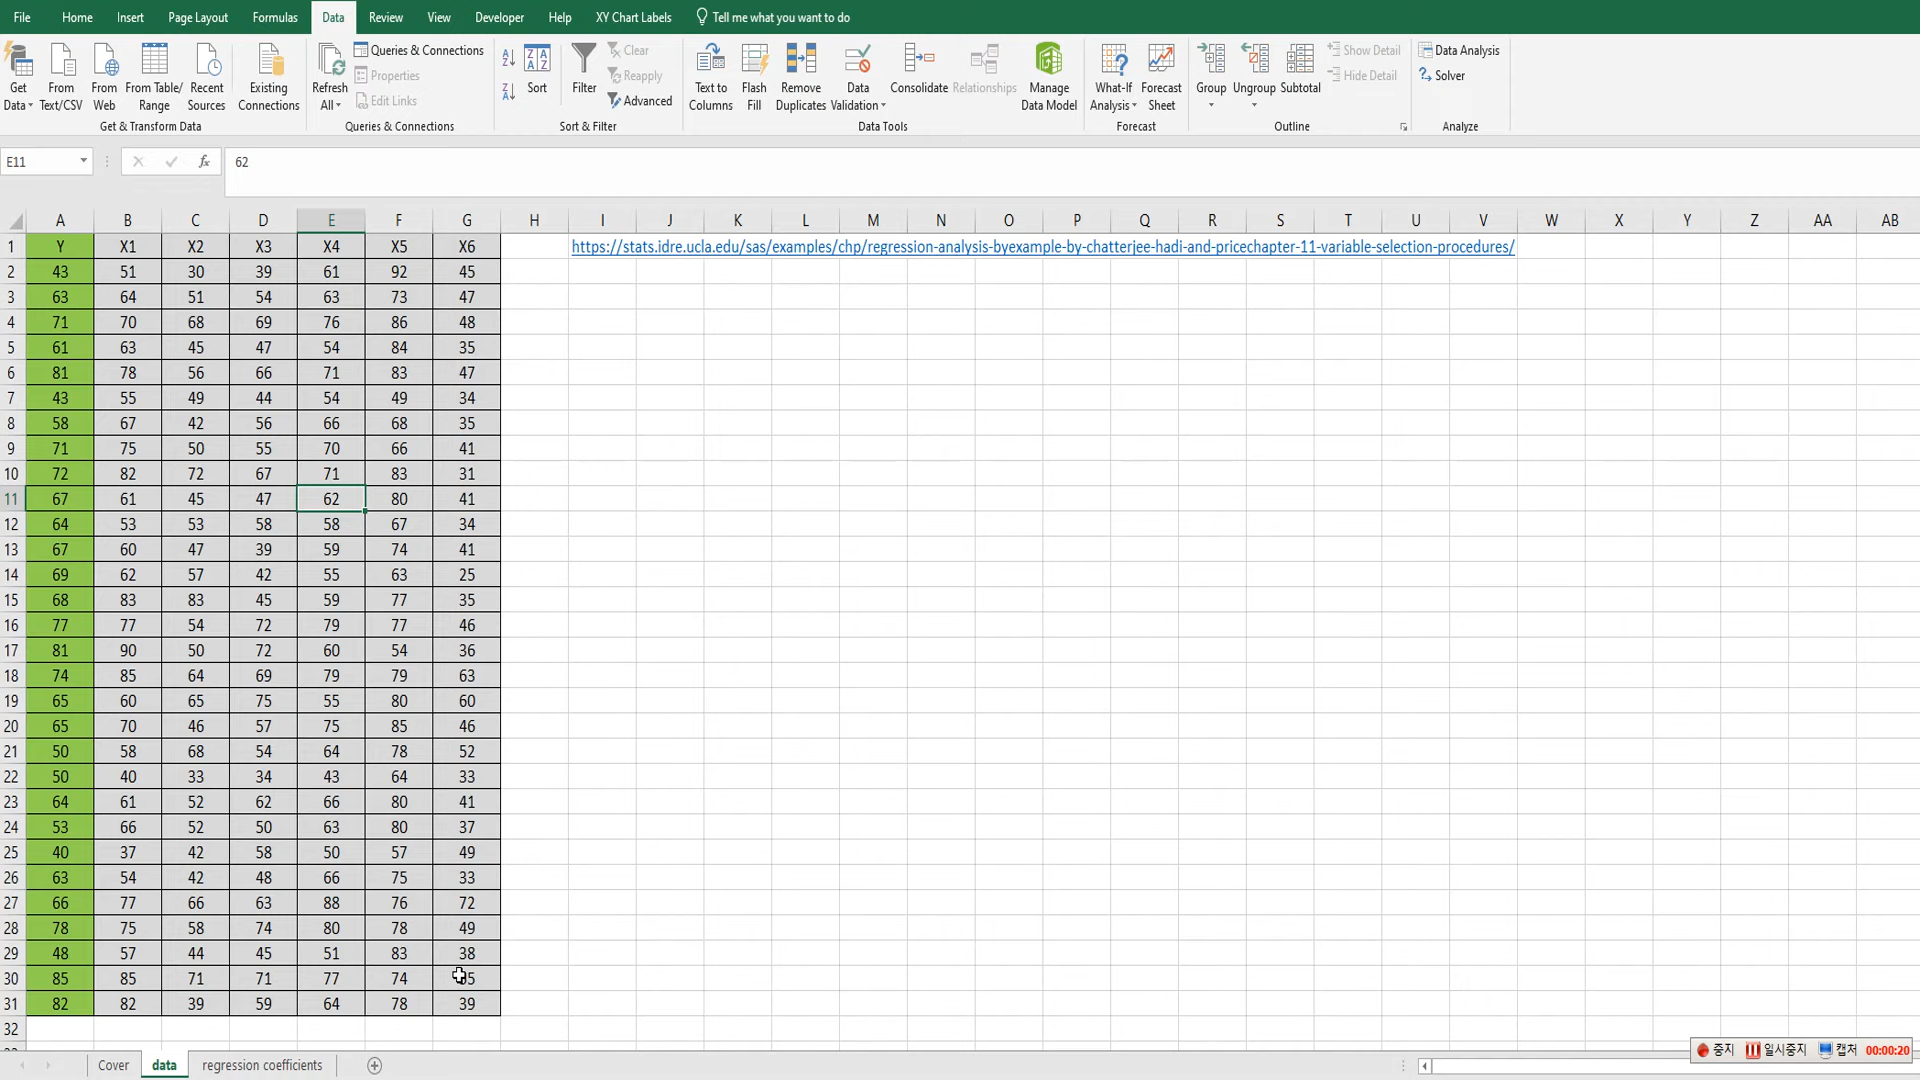 File Home Insert Page Layout Formulas Data Review View Developer Help XY Chart Labels Tell me what you want to do
Get Data From Text/CSV From Web From Table/ Range Recent Sources Existing Connections
Get & Transform Data
Refresh All Queries & Connections Properties Edit Links
Queries & Connections
Sort Filter Clear Reapply Advanced
Sort & Filter
Text to Columns Flash Fill Remove Duplicates Data Validation Consolidate Relationships Manage Data Model
Data Tools
What-If Analysis Forecast Sheet
Forecast
Group Ungroup Subtotal Show Detail Hide Detail
Outline
Data Analysis Solver
Analyze
E11 fx 62
A B C D E F G H I J K L M N O P Q R S T U V W X Y Z AA AB
1 Y X1 X2 X3 X4 X5 X6 https://stats.idre.ucla.edu/sas/examples/chp/regression-analysis-byexample-by-chatterjee-hadi-and-pricechapter-11-variable-selection-procedures/
2 43 51 30 39 61 92 45
3 63 64 51 54 63 73 47
4 71 70 68 69 76 86 48
5 61 63 45 47 54 84 35
6 81 78 56 66 71 83 47
7 43 55 49 44 54 49 34
8 58 67 42 56 66 68 35
9 71 75 50 55 70 66 41
10 72 82 72 67 71 83 31
11 67 61 45 47 62 80 41
12 64 53 53 58 58 67 34
13 67 60 47 39 59 74 41
14 69 62 57 42 55 63 25
15 68 83 83 45 59 77 35
16 77 77 54 72 79 77 46
17 81 90 50 72 60 54 36
18 74 85 64 69 79 79 63
19 65 60 65 75 55 80 60
20 65 70 46 57 75 85 46
21 50 58 68 54 64 78 52
22 50 40 33 34 43 64 33
23 64 61 52 62 66 80 41
24 53 66 52 50 63 80 37
25 40 37 42 58 50 57 49
26 63 54 42 48 66 75 33
27 66 77 66 63 88 76 72
28 78 75 58 74 80 78 49
29 48 57 44 45 51 83 38
30 85 85 71 71 77 74
31 82 82 39 59 64 78 39
32
Cover data regression coefficients
중지 일시중지 캡처 00:00:20